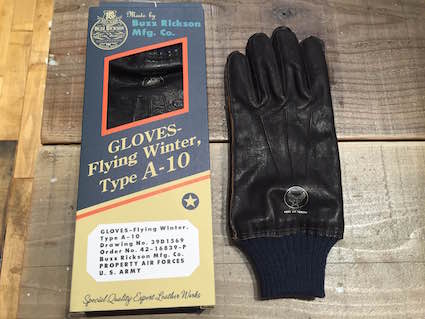 Made by
Buzz Rickson
Mfg. Co.
GLOVES-
Flying Winter,
Type A-10
GLOVES-Flying Winter,
Type A-10
Drawing No. 39D1569
Order No. 42-16839-P
Buzz Rickson Mfg. Co.
PROPERTY AIR FORCES
U. S. ARMY
Special Quality Expert Leather Works